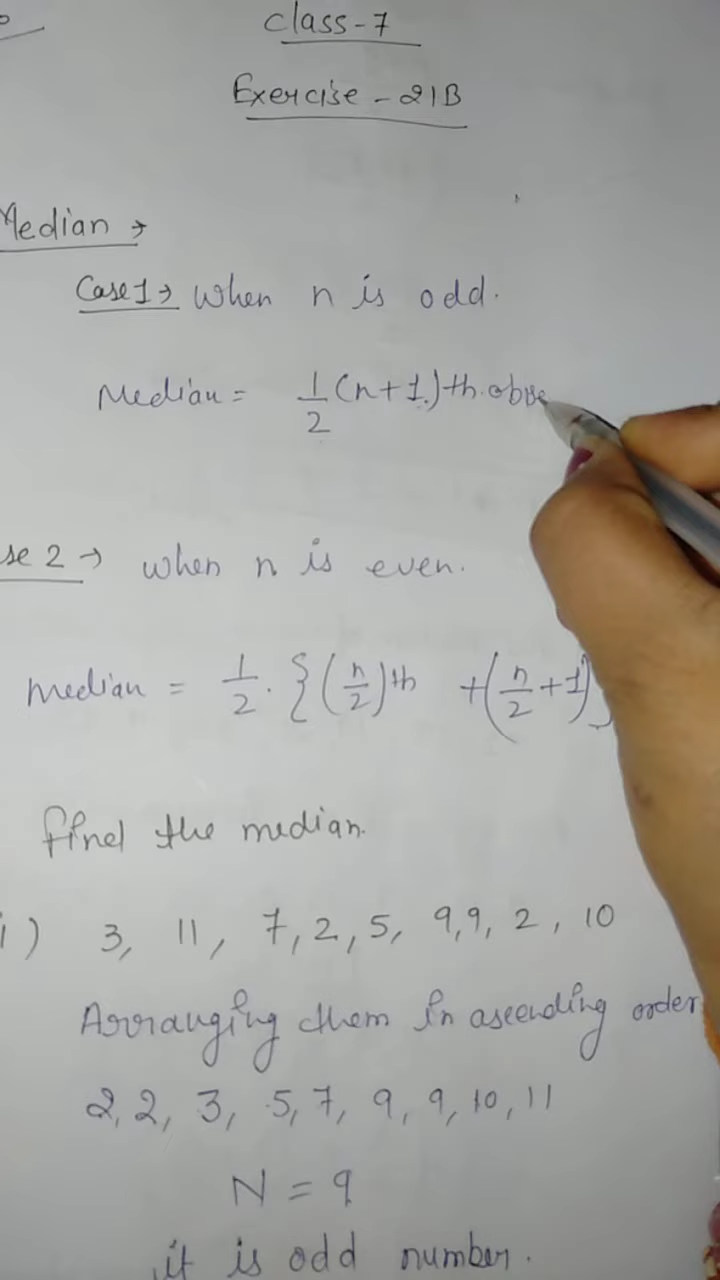 Class-7
Exercise - 21B
Median →
Case 1 → When n is odd.
Median = 1/2 (n+1) th. obse
se 2 → when n is even.
median = 1/2 . { (n/2) th + (n/2 + 1)
find the median.
i) 3, 11, 7, 2, 5, 9, 9, 2, 10
Arranging them in ascending order
2, 2, 3, 5, 7, 9, 9, 10, 11
N = 9
it is odd number.